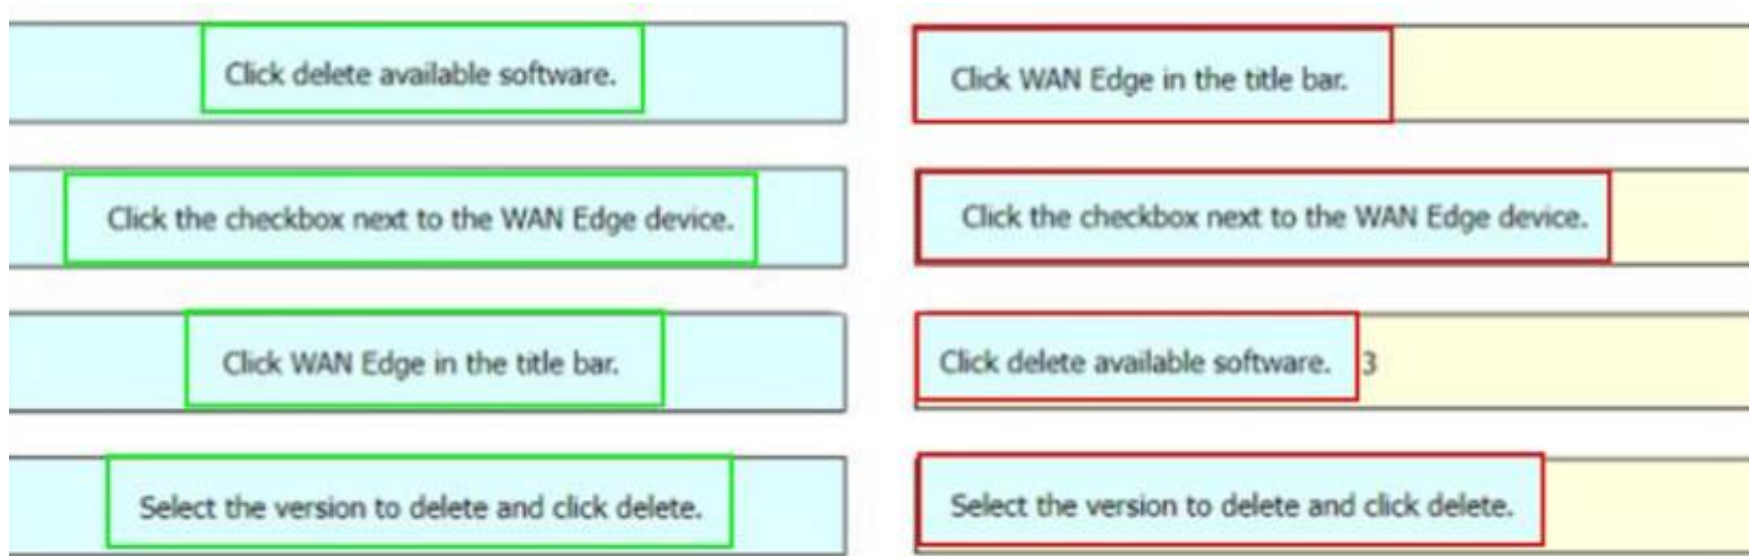 Click delete available software.
Click the checkbox next to the WAN Edge device.
Click WAN Edge in the title bar.
Select the version to delete and click delete.
Click WAN Edge in the title bar.
Click the checkbox next to the WAN Edge device.
Click delete available software. 3
Select the version to delete and click delete.